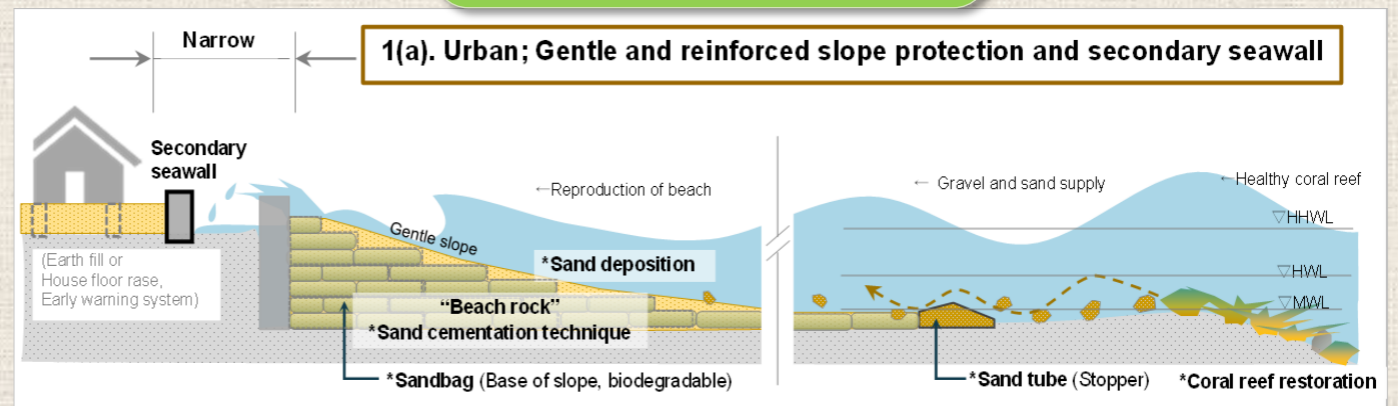 Narrow
1(a). Urban; Gentle and reinforced slope protection and secondary seawall
Secondary
seawall
←Reproduction of beach
← Gravel and sand supply
←Healthy coral reef
▽HHWL
Gentle slope
(Earth fill or
House floor rase,
Early warning system)
*Sand deposition
▽HWL
"Beach rock"
*Sand cementation technique
▽MWL
*Sandbag (Base of slope, biodegradable)
*Sand tube (Stopper)
*Coral reef restoration